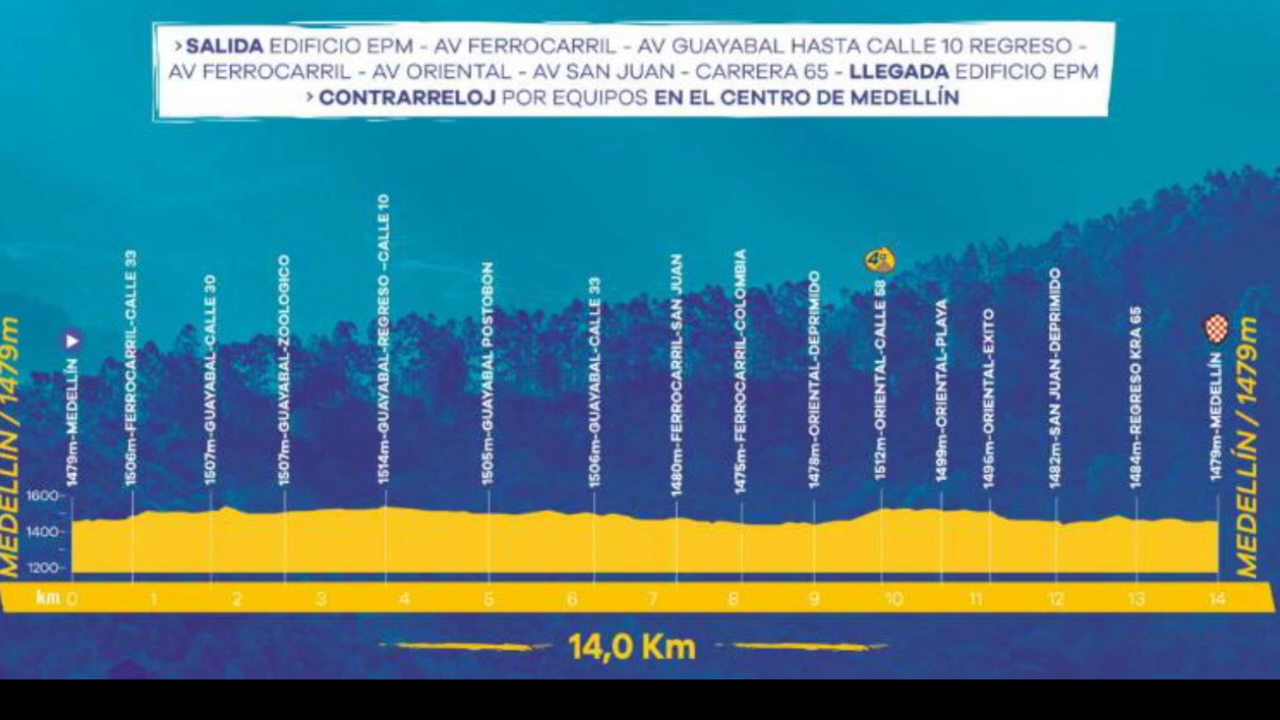 > SALIDA EDIFICIO EPM - AV FERROCARRIL - AV GUAYABAL HASTA CALLE 10 REGRESO -
AV FERROCARRIL - AV ORIENTAL - AV SAN JUAN - CARRERA 65 - LLEGADA EDIFICIO EPM
> CONTRARRELOJ POR EQUIPOS EN EL CENTRO DE MEDELLÍN
MEDELLÍN / 1479m
1479m-MEDELLÍN
1506m-FERROCARRIL-CALLE 33
1507m-GUAYABAL-CALLE 30
1507m-GUAYABAL-ZOOLOGICO
1514m-GUAYABAL-REGRESO -CALLE 10
1505m-GUAYABAL POSTOBON
1506m-GUAYABAL-CALLE 33
1480m-FERROCARRIL-SAN JUAN
1475m-FERROCARRIL-COLOMBIA
1478m-ORIENTAL-DEPRIMIDO
4ª
1512m-ORIENTAL-CALLE 58
1499m-ORIENTAL-PLAYA
1496m-ORIENTAL-EXITO
1482m-SAN JUAN-DEPRIMIDO
1484m-REGRESO KRA 65
1479m-MEDELLÍN
MEDELLÍN / 1479m
1600
1400
1200
km 0 1 2 3 4 5 6 7 8 9 10 11 12 13 14
14,0 Km